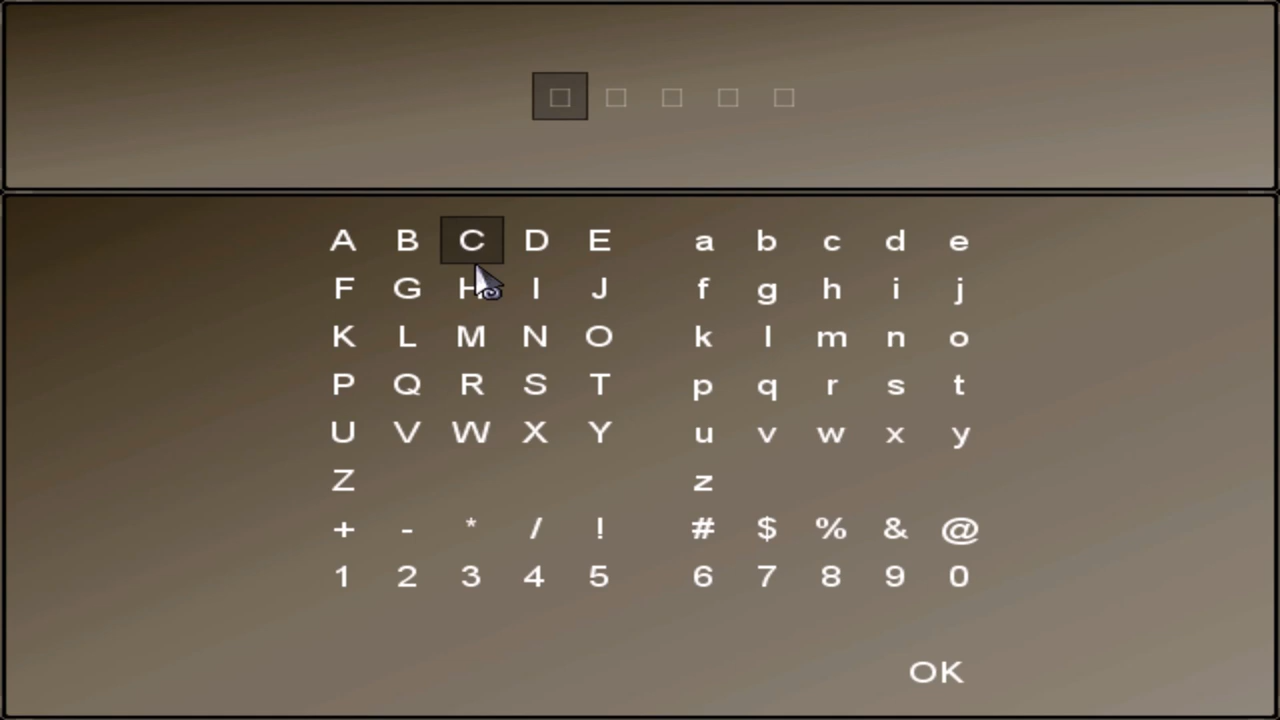 A B C D E a b c d e
F G H I J f g h i j
K L M N O k l m n o
P Q R S T p q r s t
U V W X Y u v w x y
Z z
+ - * / ! # $ % & @
1 2 3 4 5 6 7 8 9 0
OK